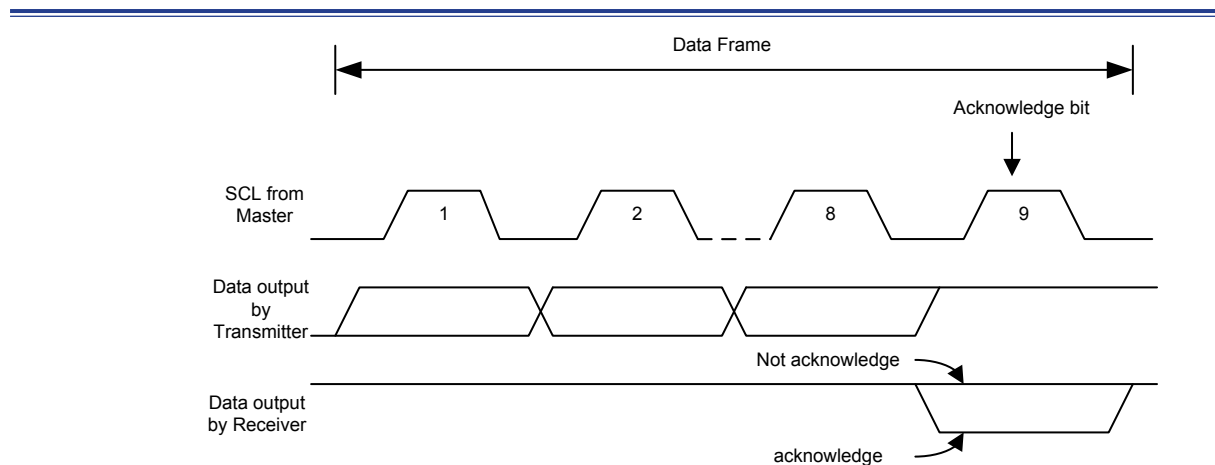 Data Frame
Acknowledge bit
SCL from
Master
1
2
8
9
Data output
by
Transmitter
Not acknowledge
Data output
by Receiver
acknowledge